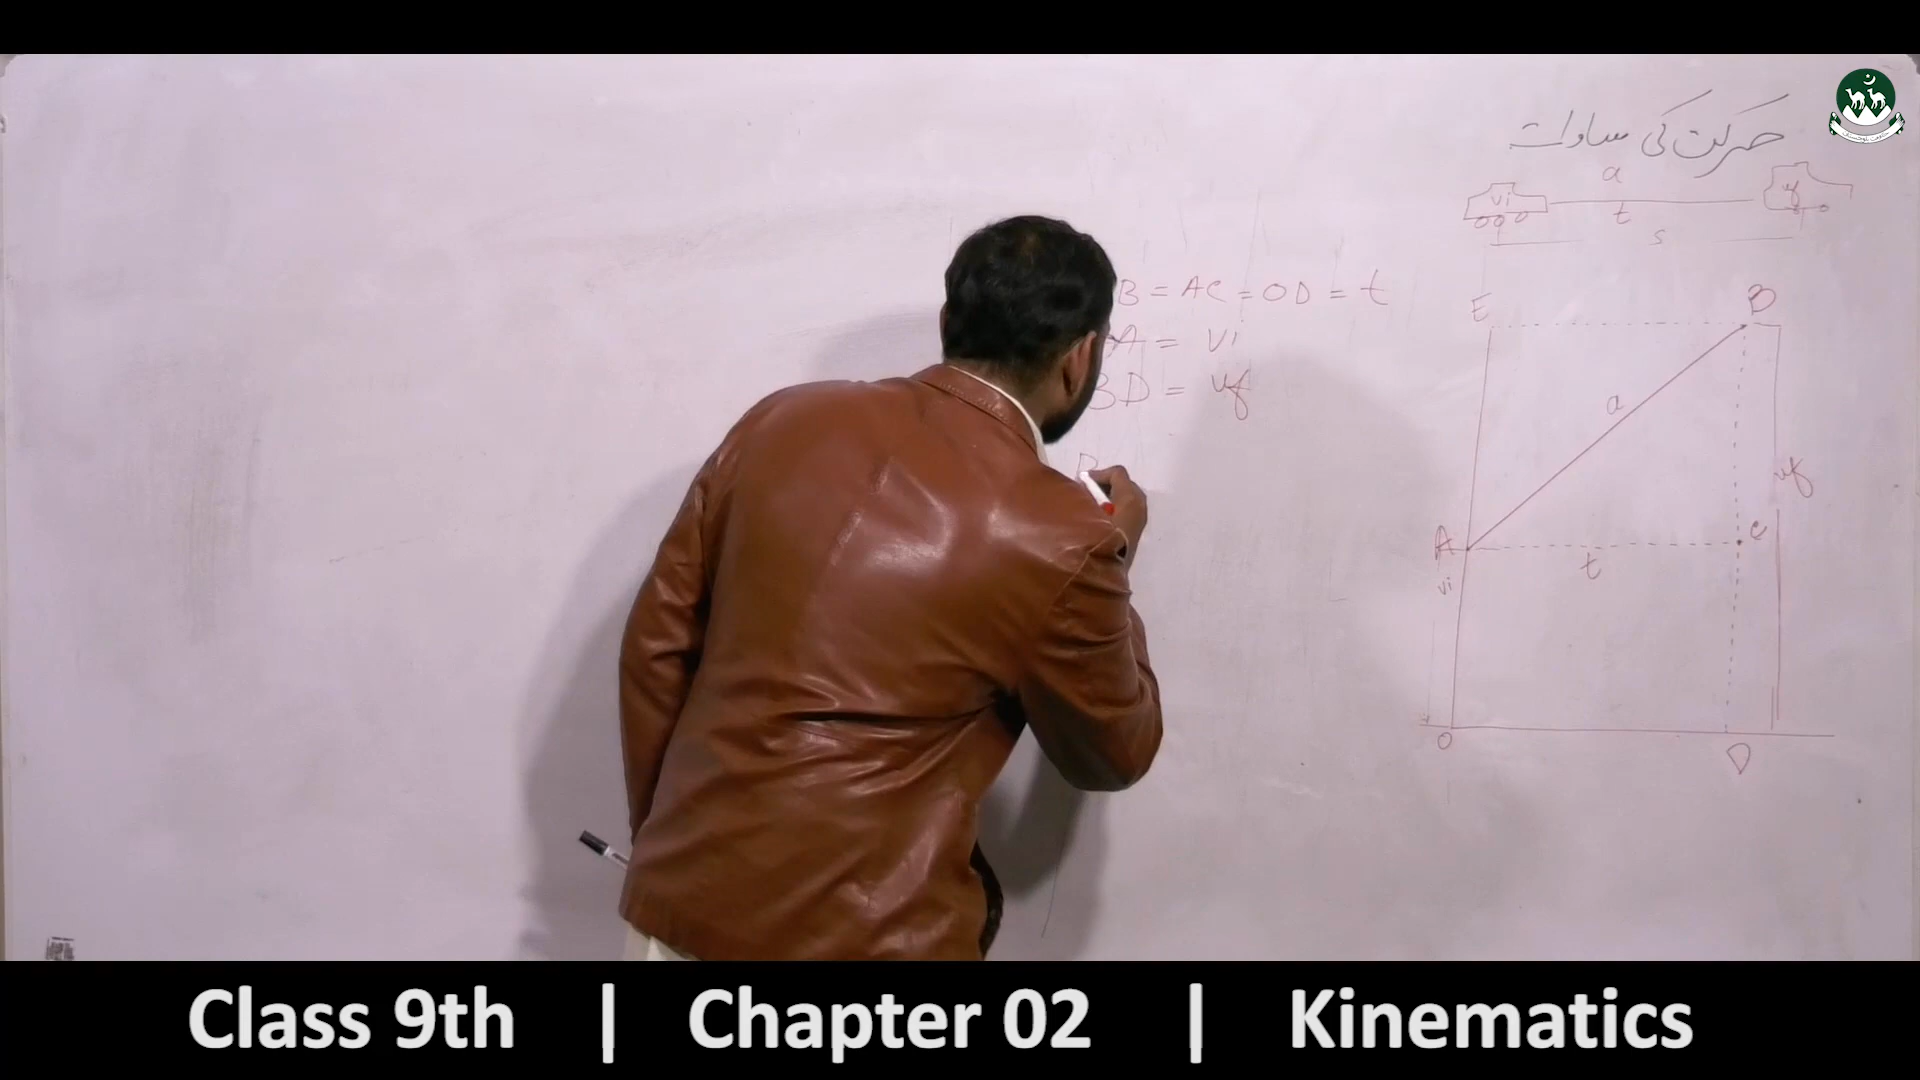 حرکت کی مساوات
a
vi
vf
t
s
B = AC = OD = t
A = vi
BD = vf
B
E
B
a
vf
A
C
t
vi
O
D
Class 9th | Chapter 02 | Kinematics